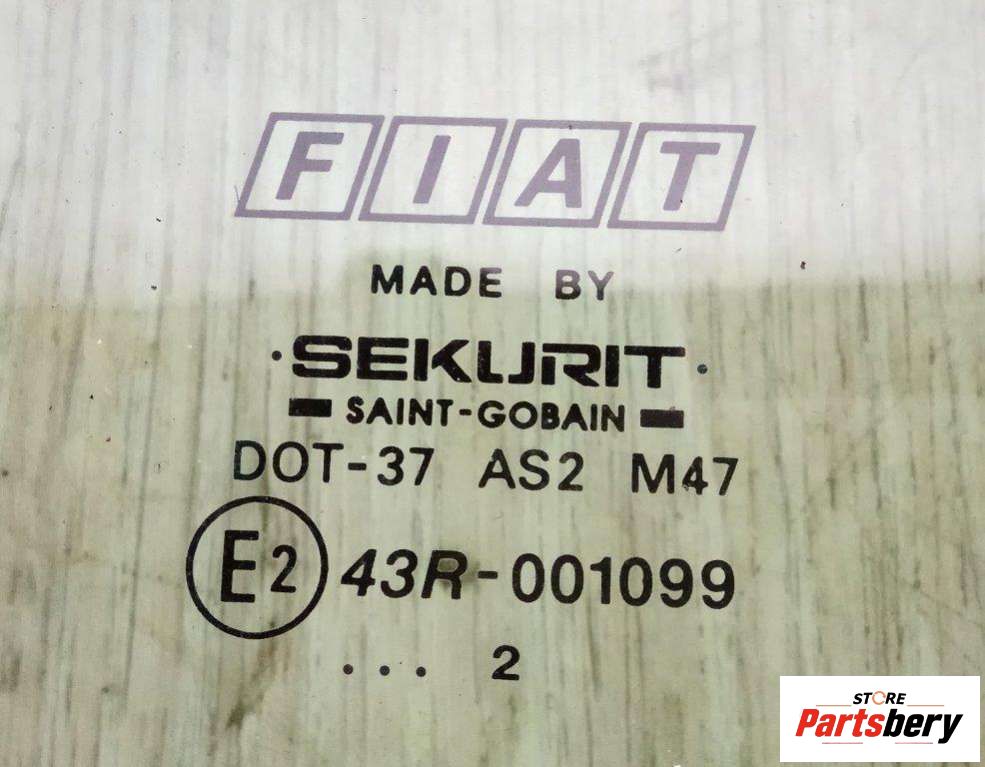 FIAT
MADE BY
·SEKURIT·
SAINT-GOBAIN
DOT-37 AS2 M47
E2 43R-001099
... 2
STORE
Partsbery